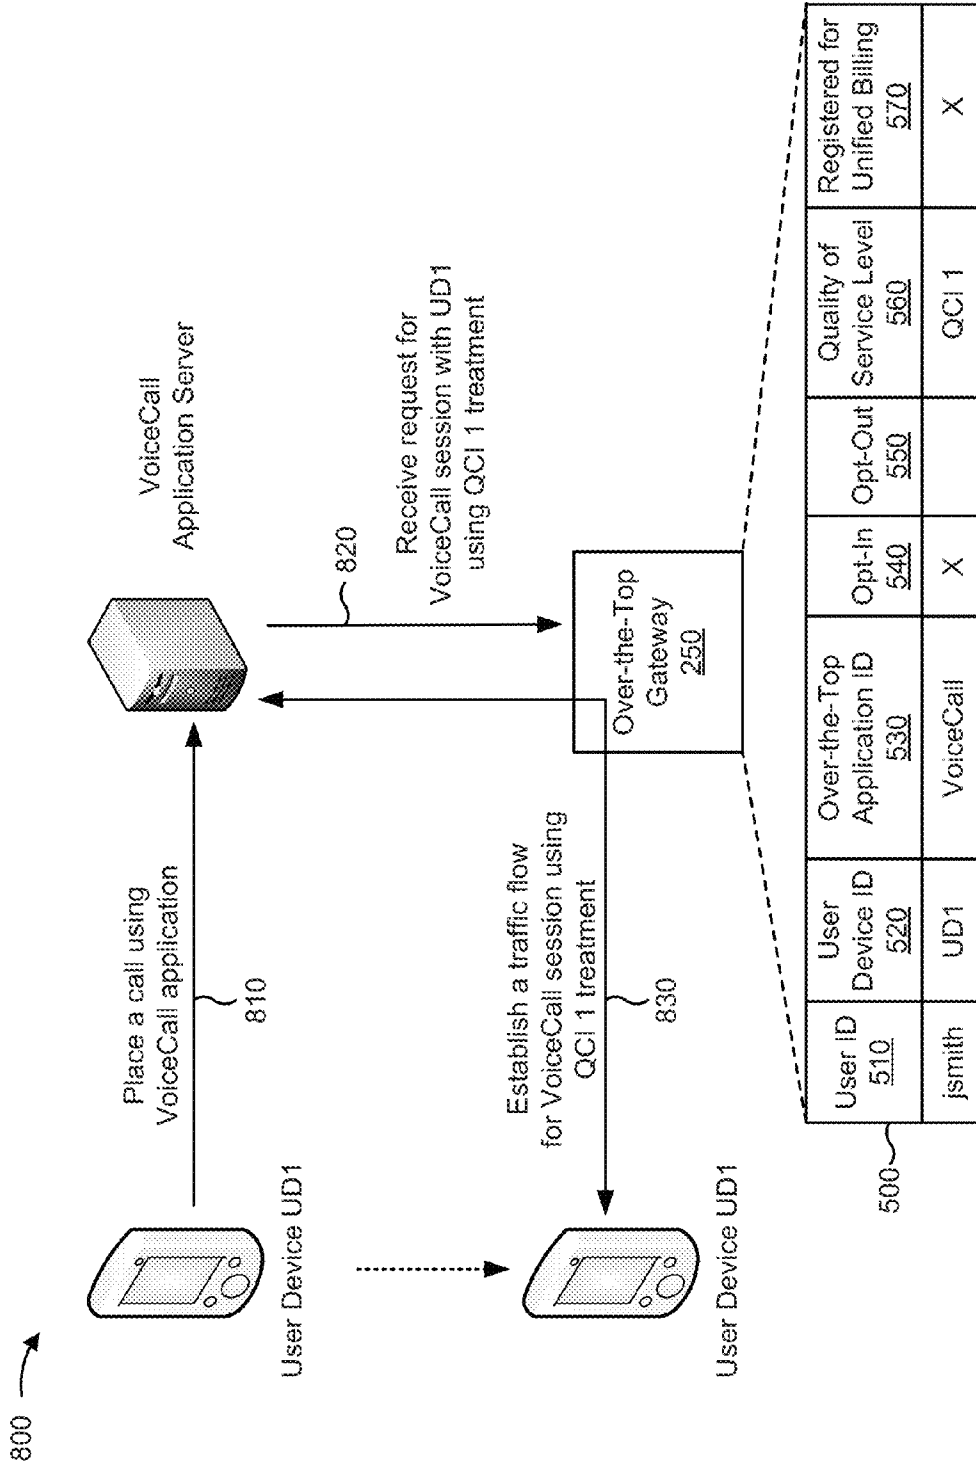 800
Place a call using
VoiceCall application
810
User Device UD1
VoiceCall
Application Server
820
Receive request for
VoiceCall session with UD1
using QCI 1 treatment
Establish a traffic flow
for VoiceCall session using
QCI 1 treatment
830
User Device UD1
Over-the-Top
Gateway
250
500
User ID
510
User
Device ID
520
Over-the-Top
Application ID
530
Opt-In
540
Opt-Out
550
Quality of
Service Level
560
Registered for
Unified Billing
570
jsmith
UD1
VoiceCall
X
QCI 1
X